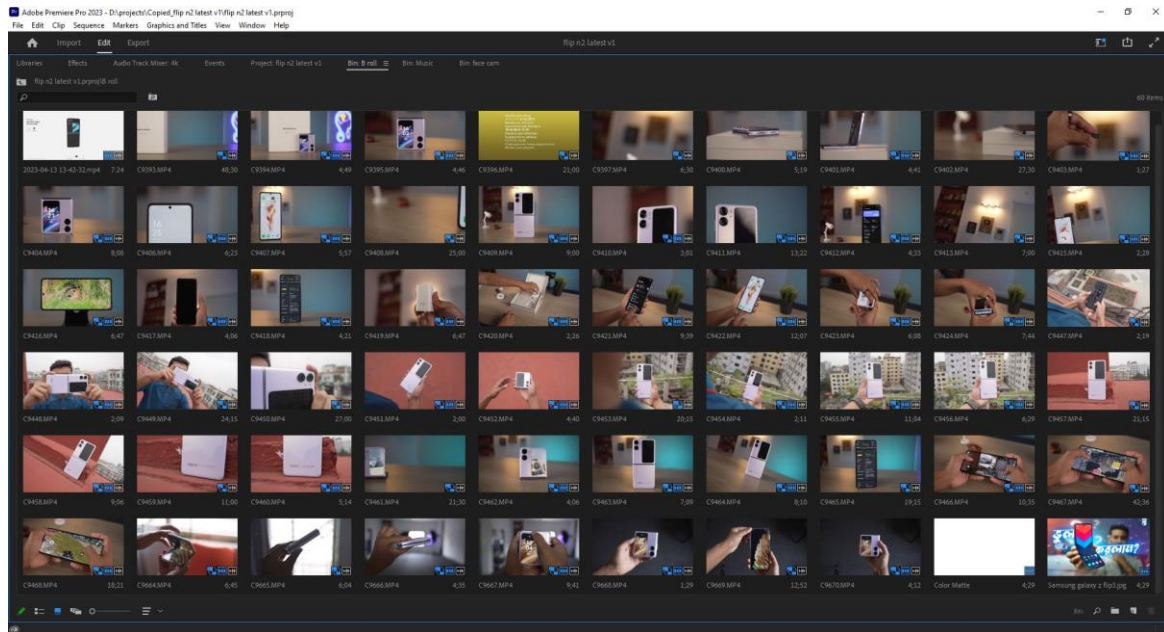 Adobe Premiere Pro 2023 - D:\projects\Copied_flip n2 latest v1\flip n2 latest v1.prproj
File Edit Clip Sequence Markers Graphics and Titles View Window Help
Import Edit Export flip n2 latest v1
Libraries Effects Audio Track Mixer: 4k Events Project: flip n2 latest v1 Bin: B roll Bin: Music Bin: face cam
flip n2 latest v1.prproj\B roll
60 Items
2023-04-13 13-42-32.mp4 7:24 C9393.MP4 48;30 C9394.MP4 4;49 C9395.MP4 4;46 C9396.MP4 21;00 C9397.MP4 6;30 C9400.MP4 5;19 C9401.MP4 4;41 C9402.MP4 27;30 C9403.MP4 1;27
16
25
C9404.MP4 8;08 C9406.MP4 6;23 C9407.MP4 5;57 C9408.MP4 25;00 C9409.MP4 9;00 C9410.MP4 3;01 C9411.MP4 13;22 C9412.MP4 4;33 C9413.MP4 7;00 C9415.MP4 2;28
C9416.MP4 6;47 C9417.MP4 4;06 C9418.MP4 4;21 C9419.MP4 6;47 C9420.MP4 2;26 C9421.MP4 9;39 C9422.MP4 12;07 C9423.MP4 6;08 C9424.MP4 7;44 C9447.MP4 2;19
C9448.MP4 2;09 C9449.MP4 24;15 C9450.MP4 27;00 C9451.MP4 2;00 C9452.MP4 4;40 C9453.MP4 20;15 C9454.MP4 2;11 C9455.MP4 11;04 C9456.MP4 6;29 C9457.MP4 21;15
C9458.MP4 9;06 C9459.MP4 11;00 C9460.MP4 5;14 C9461.MP4 21;30 C9462.MP4 4;06 C9463.MP4 7;09 C9464.MP4 8;10 C9465.MP4 19;15 C9466.MP4 10;35 C9467.MP4 42;36
করলায়?
C9468.MP4 18;21 C9664.MP4 6;45 C9665.MP4 6;04 C9666.MP4 4;35 C9667.MP4 9;41 C9668.MP4 1;29 C9669.MP4 12;52 C9670.MP4 4;12 Color Matte 4;29 Samsung galaxy z flip3.jpg 4;29